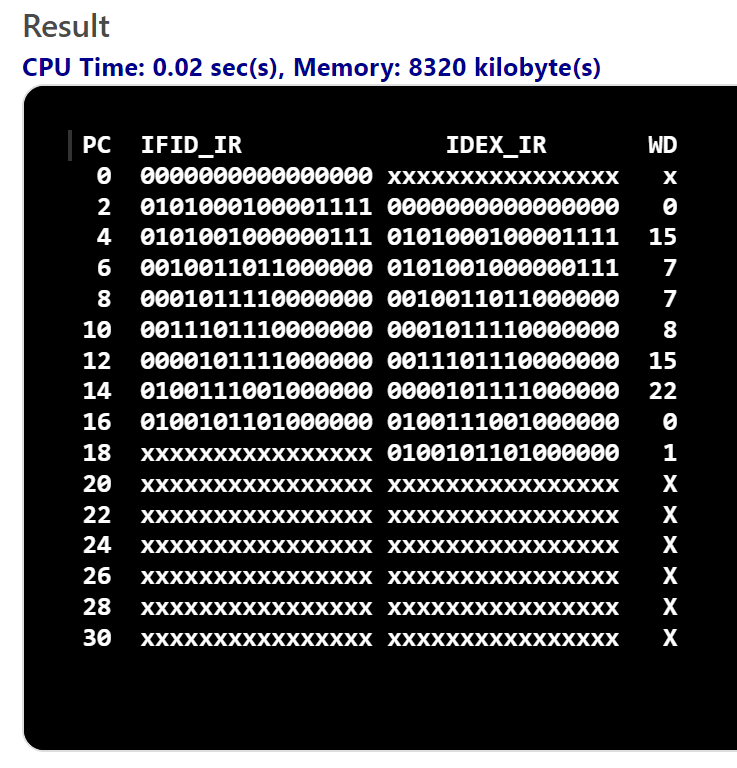 Result
CPU Time: 0.02 sec(s), Memory: 8320 kilobyte(s)
PC IFID_IR IDEX_IR WD
0 0000000000000000 xxxxxxxxxxxxxxxx x
2 0101000100001111 0000000000000000 0
4 0101001000000111 0101000100001111 15
6 0010011011000000 0101001000000111 7
8 0001011110000000 0010011011000000 7
10 0011101110000000 0001011110000000 8
12 0000101111000000 0011101110000000 15
14 0100111001000000 0000101111000000 22
16 0100101101000000 0100111001000000 0
18 xxxxxxxxxxxxxxxx 0100101101000000 1
20 xxxxxxxxxxxxxxxx xxxxxxxxxxxxxxxx X
22 xxxxxxxxxxxxxxxx xxxxxxxxxxxxxxxx X
24 xxxxxxxxxxxxxxxx xxxxxxxxxxxxxxxx X
26 xxxxxxxxxxxxxxxx xxxxxxxxxxxxxxxx X
28 xxxxxxxxxxxxxxxx xxxxxxxxxxxxxxxx X
30 xxxxxxxxxxxxxxxx xxxxxxxxxxxxxxxx X